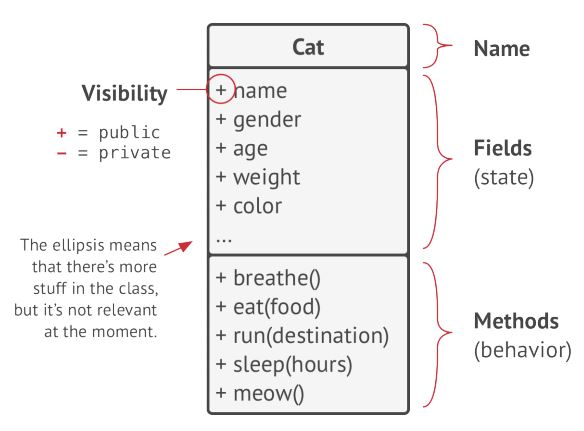 Cat
Name
Visibility
+ = public
− = private
+ name
+ gender
+ age
+ weight
+ color
...
Fields
(state)
The ellipsis means
that there's more
stuff in the class,
but it's not relevant
at the moment.
+ breathe()
+ eat(food)
+ run(destination)
+ sleep(hours)
+ meow()
Methods
(behavior)